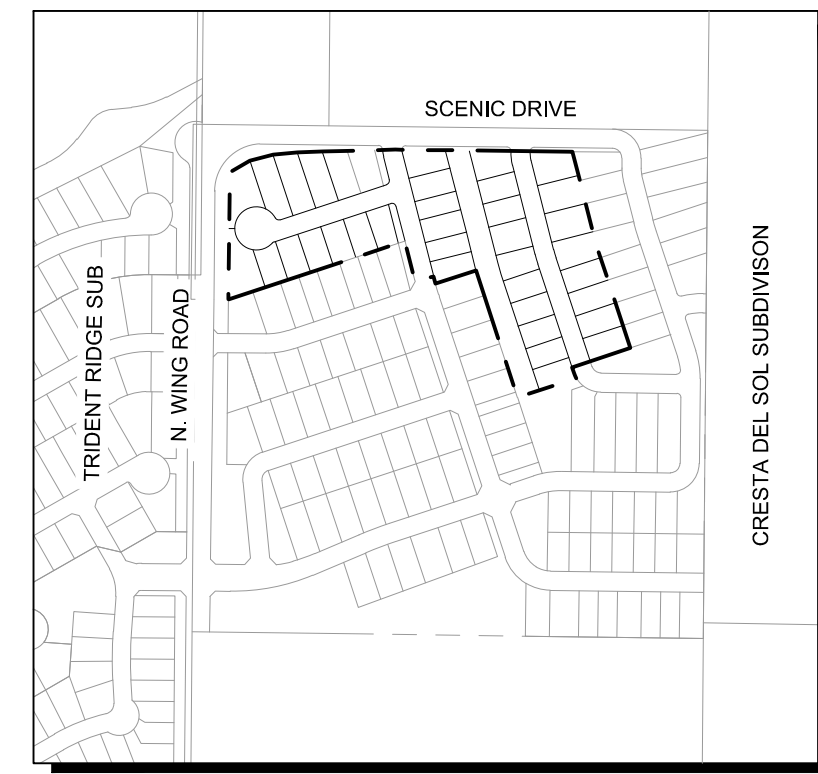 SCENIC DRIVE
TRIDENT RIDGE SUB
N. WING ROAD
CRESTA DEL SOL SUBDIVISON